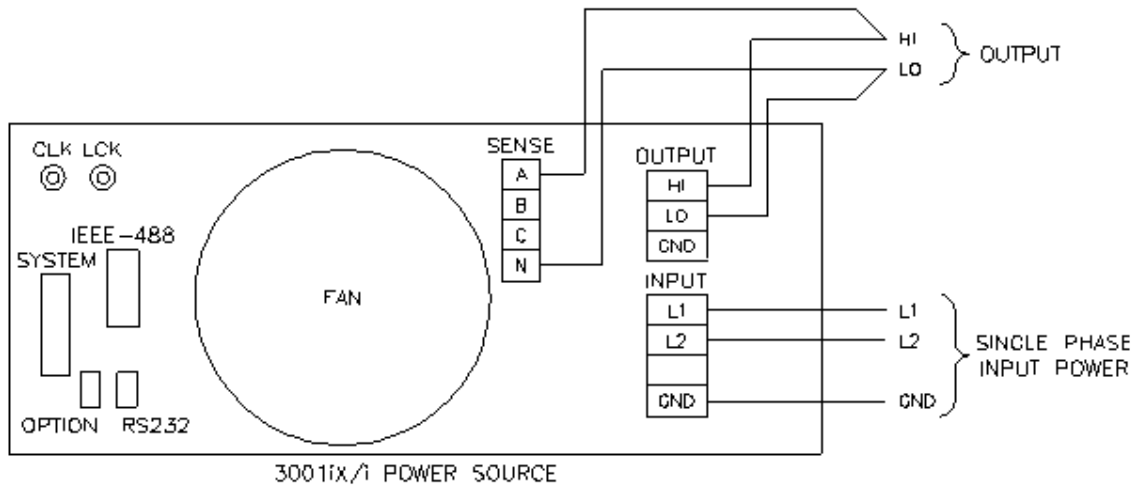 HI
LO
OUTPUT
CLK LCK
SENSE
A
B
C
N
OUTPUT
HI
LO
GND
IEEE-488
SYSTEM
FAN
INPUT
L1
L2
GND
L1
L2
GND
SINGLE PHASE
INPUT POWER
OPTION RS232
3001iX/i POWER SOURCE